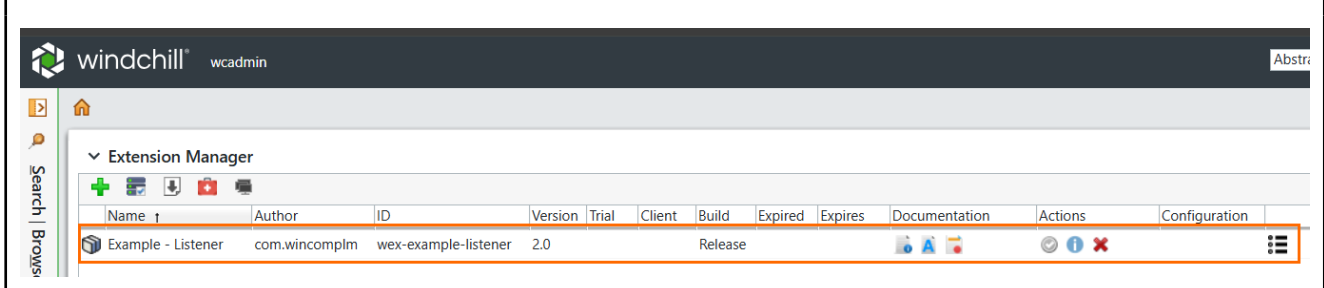 windchill® wcadmin
Abstra
Search | Browse
Extension Manager
Name ↑ Author ID Version Trial Client Build Expired Expires Documentation Actions Configuration
Example - Listener com.wincomplm wex-example-listener 2.0 Release